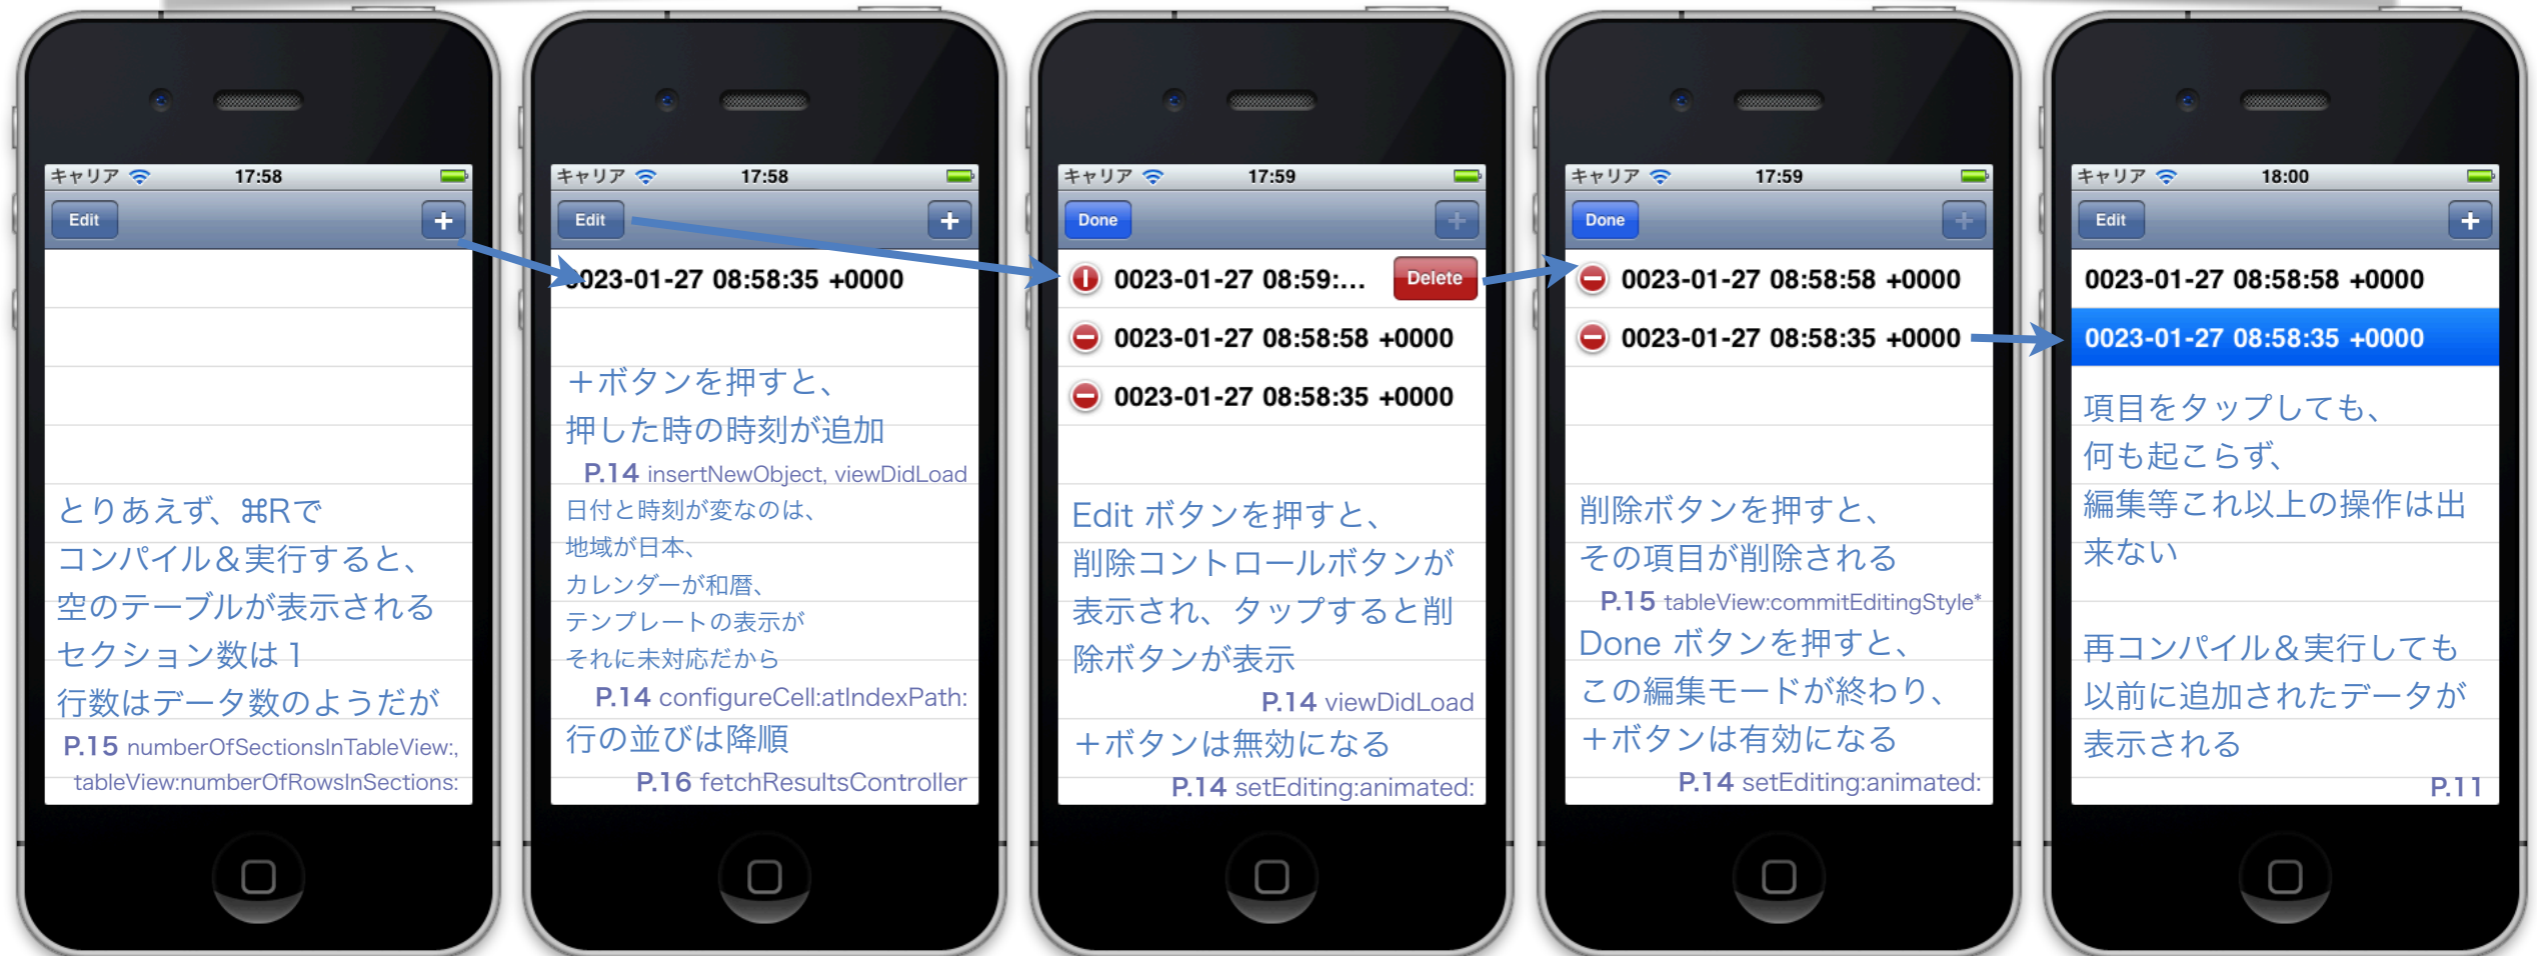 キャリア 17:58
Edit +
とりあえず、⌘Rで
コンパイル＆実行すると、
空のテーブルが表示される
セクション数は1
行数はデータ数のようだが
P.15 numberOfSectionsInTableView:,
tableView:numberOfRowsInSections:
キャリア 17:58
Edit +
0023-01-27 08:58:35 +0000
＋ボタンを押すと、
押した時の時刻が追加
P.14 insertNewObject, viewDidLoad
日付と時刻が変なのは、
地域が日本、
カレンダーが和暦、
テンプレートの表示が
それに未対応だから
P.14 configureCell:atIndexPath:
行の並びは降順
P.16 fetchResultsController
キャリア 17:59
Done +
0023-01-27 08:59:... Delete
0023-01-27 08:58:58 +0000
0023-01-27 08:58:35 +0000
Edit ボタンを押すと、
削除コントロールボタンが
表示され、タップすると削
除ボタンが表示
P.14 viewDidLoad
＋ボタンは無効になる
P.14 setEditing:animated:
キャリア 17:59
Done +
0023-01-27 08:58:58 +0000
0023-01-27 08:58:35 +0000
削除ボタンを押すと、
その項目が削除される
P.15 tableView:commitEditingStyle*
Done ボタンを押すと、
この編集モードが終わり、
＋ボタンは有効になる
P.14 setEditing:animated:
キャリア 18:00
Edit +
0023-01-27 08:58:58 +0000
0023-01-27 08:58:35 +0000
項目をタップしても、
何も起こらず、
編集等これ以上の操作は出
来ない
再コンパイル＆実行しても
以前に追加されたデータが
表示される
P.11